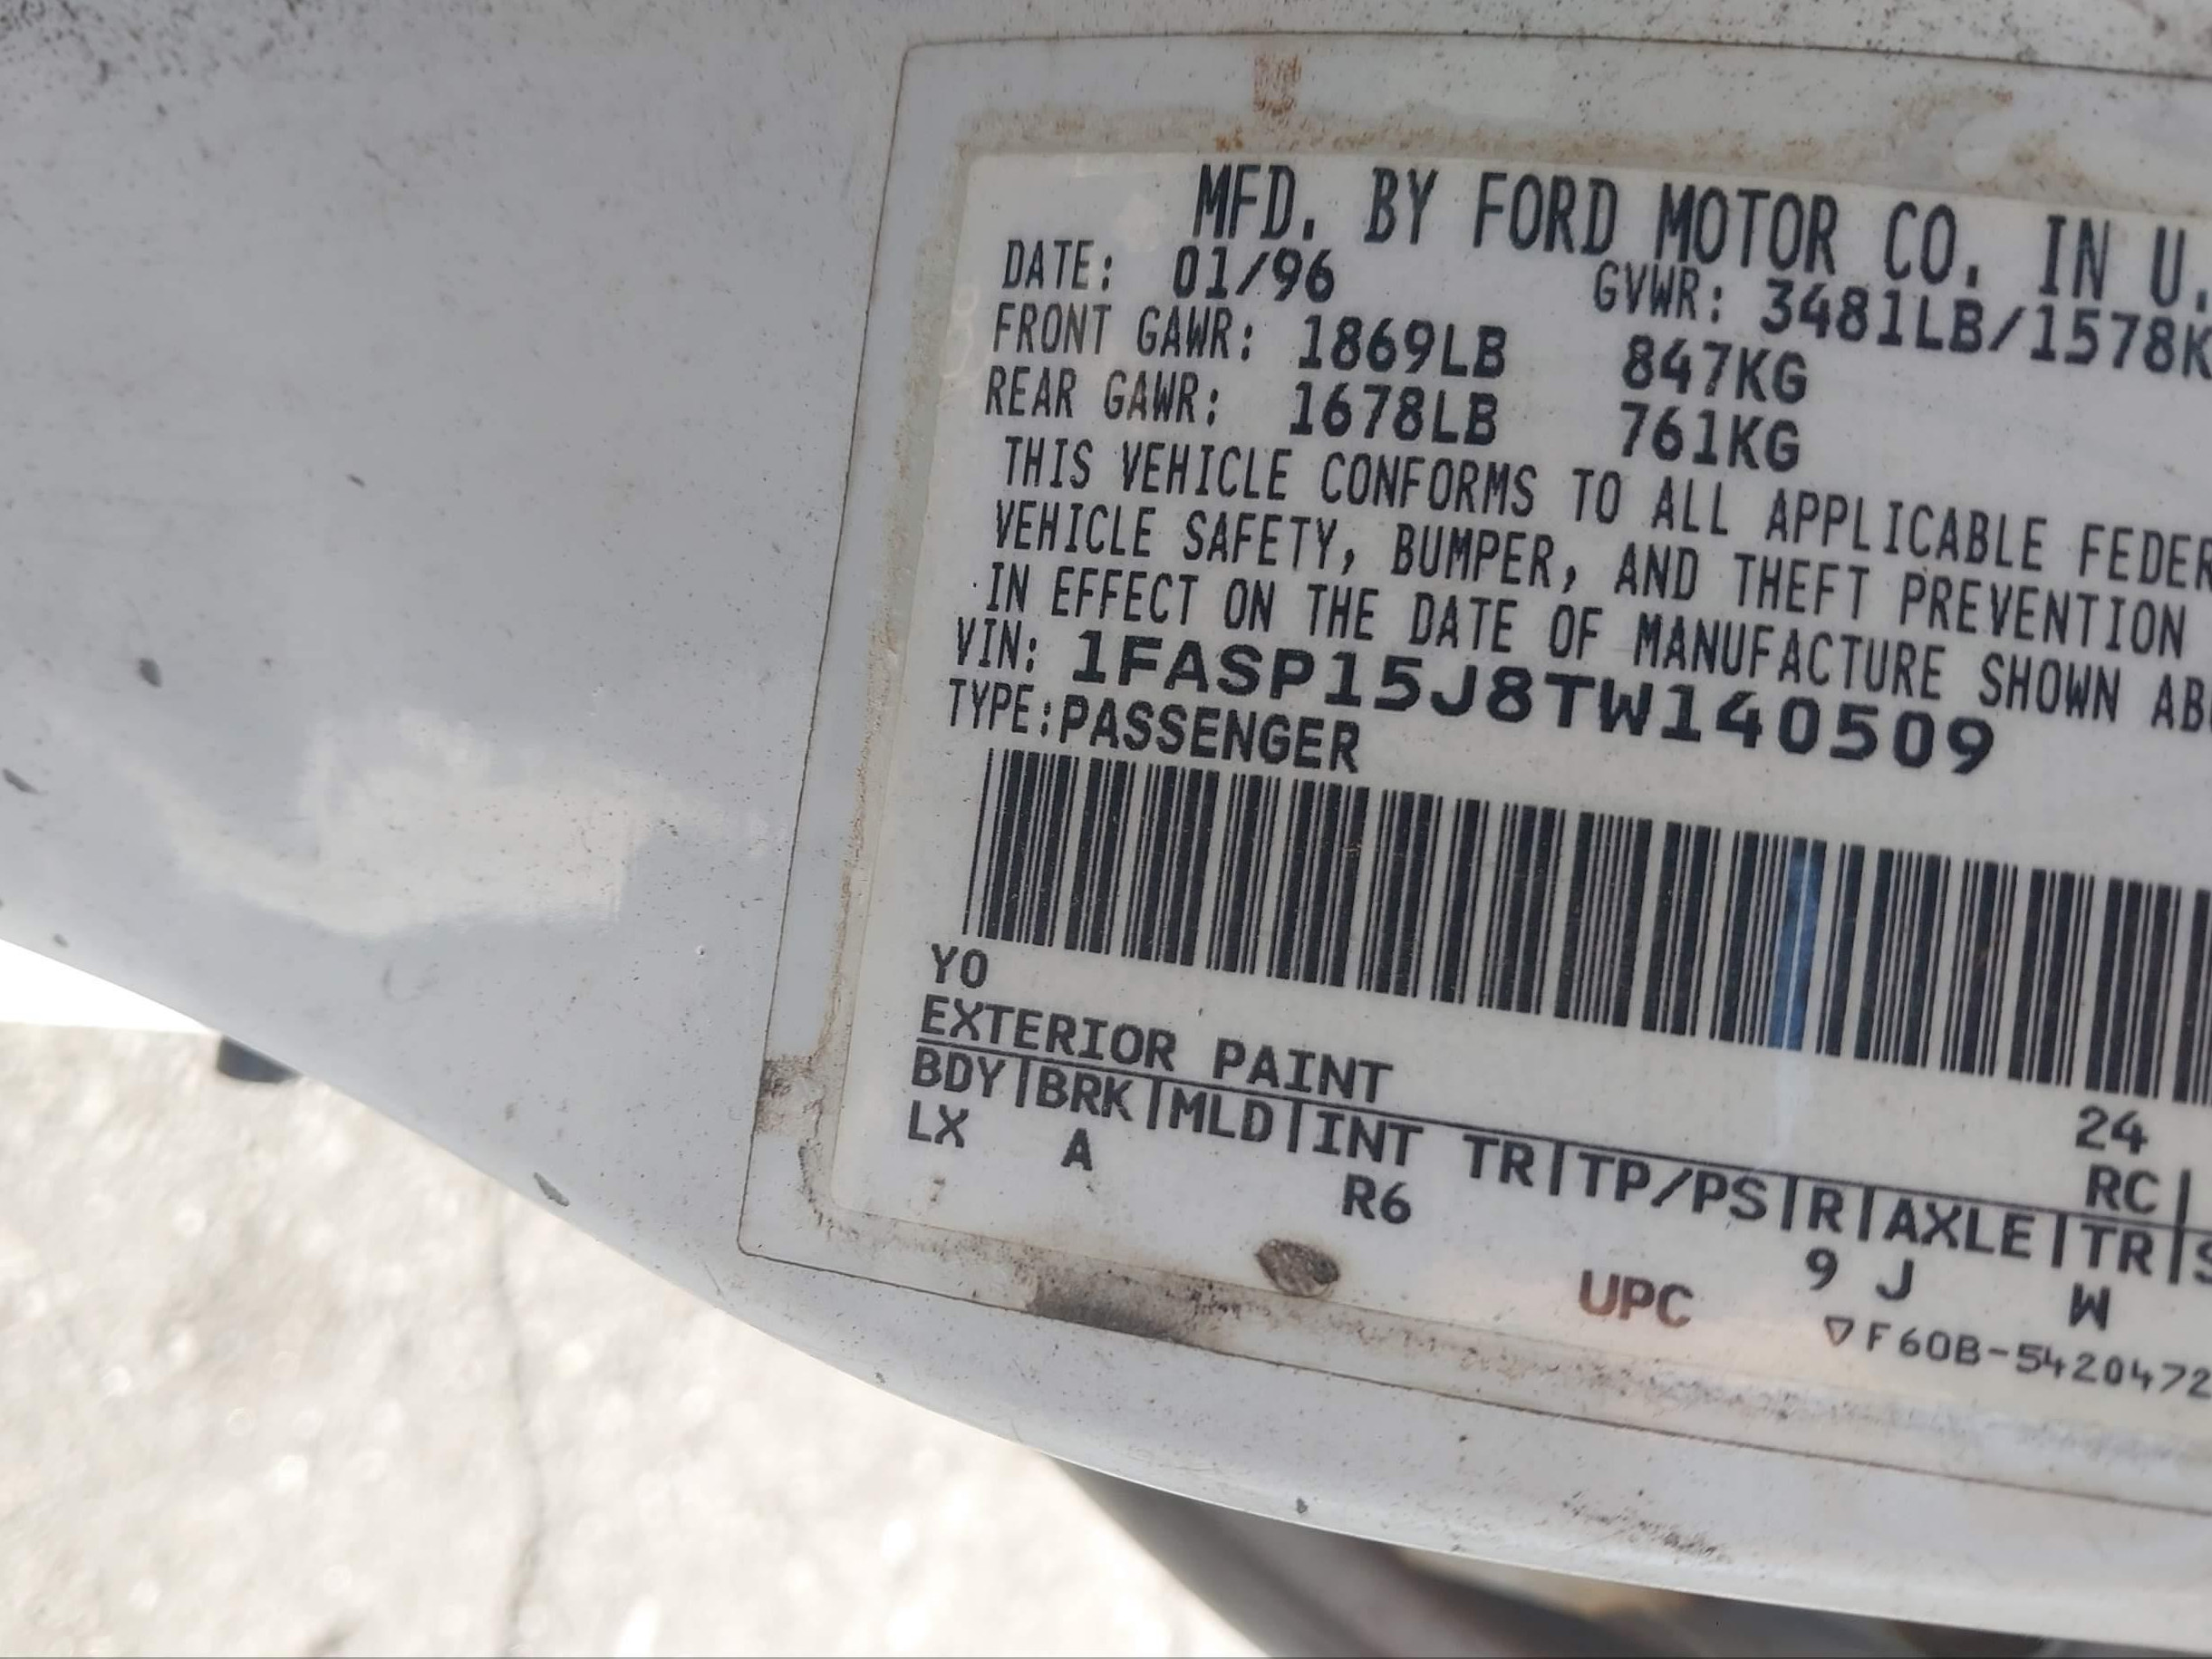 MFD. BY FORD MOTOR CO. IN U.
DATE: 01/96 GVWR: 3481LB/1578K
FRONT GAWR: 1869LB 847KG
REAR GAWR: 1678LB 761KG
THIS VEHICLE CONFORMS TO ALL APPLICABLE FEDER
VEHICLE SAFETY, BUMPER, AND THEFT PREVENTION
IN EFFECT ON THE DATE OF MANUFACTURE SHOWN AB
VIN: 1FASP15J8TW140509
TYPE: PASSENGER
YO 24
EXTERIOR PAINT RC|
BDY|BRK|MLD|INT TR|TP/PS|R|AXLE|TR|S
LX A R6 9 J W
UPC ▽F60B-5420472